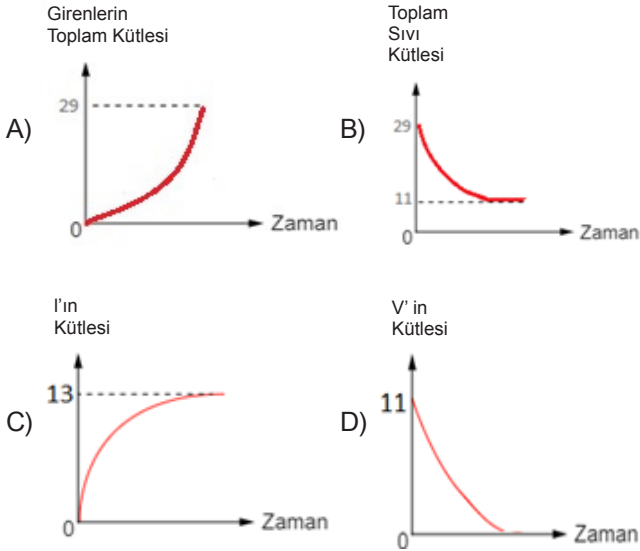 Girenlerin
Toplam Kütlesi
A)
29
0
Zaman
Toplam
Sıvı
Kütlesi
B)
29
11
0
Zaman
I'ın
Kütlesi
C)
13
0
Zaman
V' in
Kütlesi
D)
11
0
Zaman